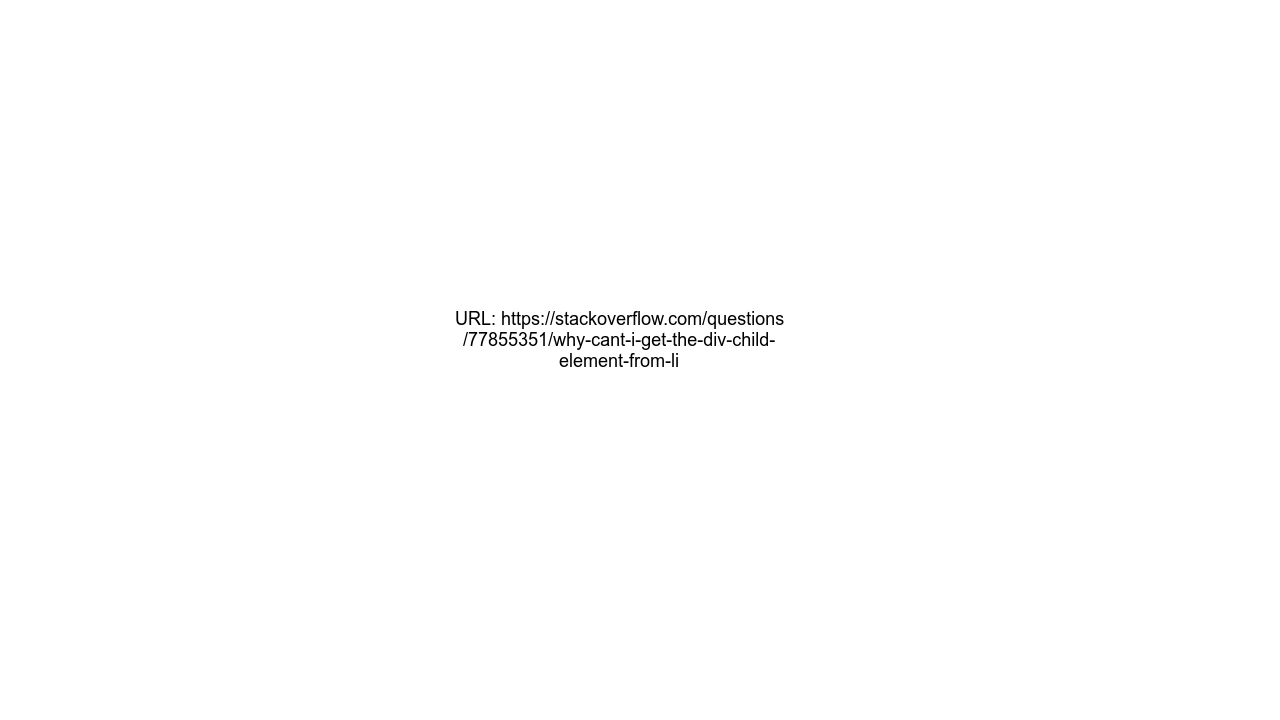 URL: https://stackoverflow.com/questions
/77855351/why-cant-i-get-the-div-child-
element-from-li